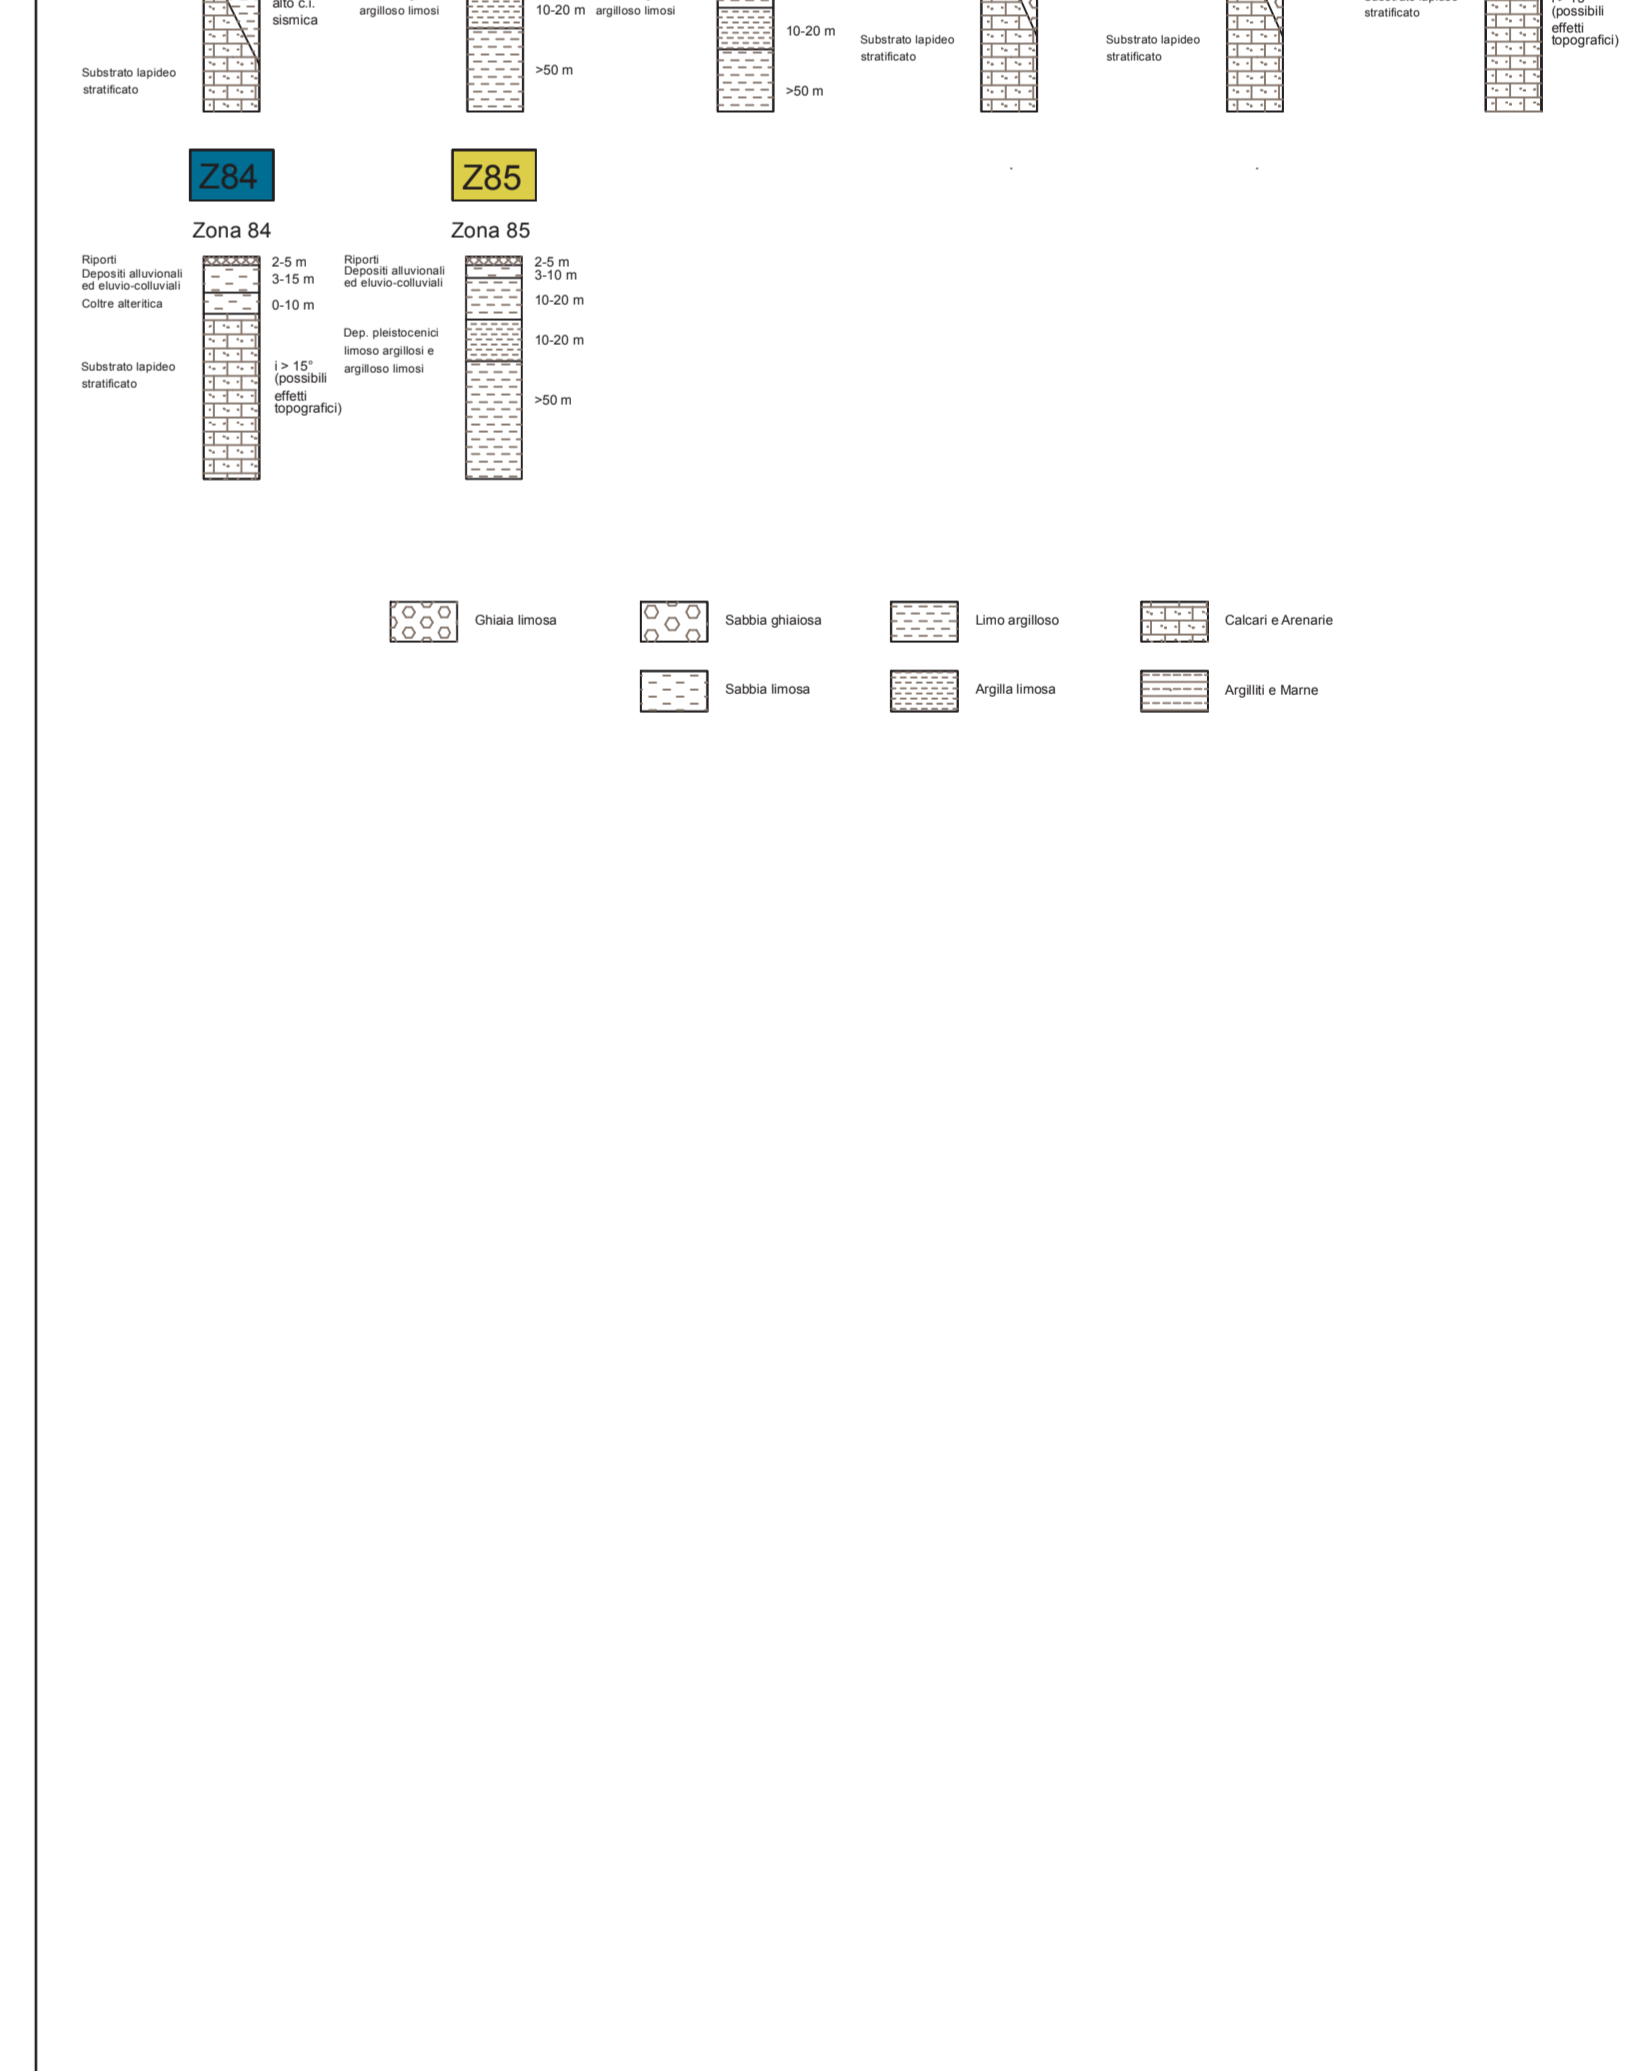 alto c.i.
sismica
Substrato lapideo
stratificato
argilloso limosi
10-20 m
>50 m
argilloso limosi
10-20 m
>50 m
Substrato lapideo
stratificato
Substrato lapideo
stratificato
stratificato
(possibili
effetti
topografici)
Z84
Zona 84
Riporti
Depositi alluvionali
ed eluvio-colluviali
Coltre alteritica
Substrato lapideo
stratificato
2-5 m
3-15 m
0-10 m
i > 15°
(possibili
effetti
topografici)
Z85
Zona 85
Riporti
Depositi alluvionali
ed eluvio-colluviali
Dep. pleistocenici
limoso argillosi e
argilloso limosi
2-5 m
3-10 m
10-20 m
10-20 m
>50 m
Ghiaia limosa
Sabbia ghiaiosa
Limo argilloso
Calcari e Arenarie
Sabbia limosa
Argilla limosa
Argilliti e Marne